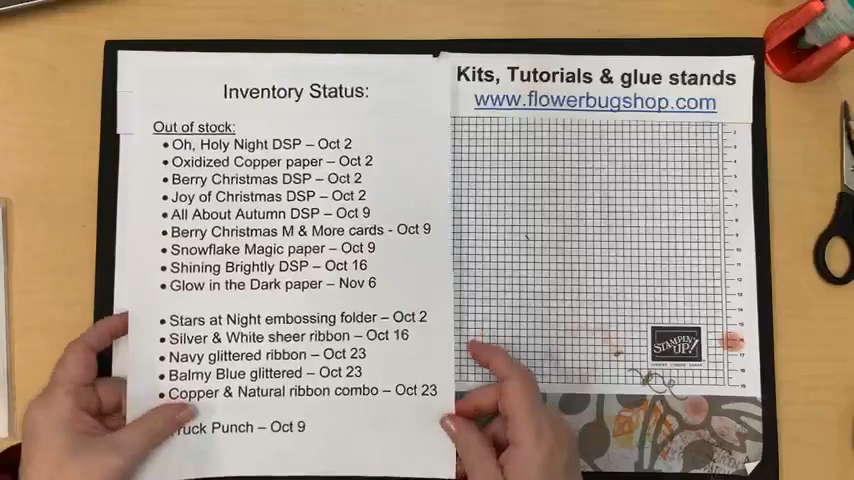 Inventory Status:
Out of stock:
• Oh, Holy Night DSP – Oct 2
• Oxidized Copper paper – Oct 2
• Berry Christmas DSP – Oct 2
• Joy of Christmas DSP – Oct 2
• All About Autumn DSP – Oct 9
• Berry Christmas M & More cards - Oct 9
• Snowflake Magic paper – Oct 9
• Shining Brightly DSP – Oct 16
• Glow in the Dark paper – Nov 6
• Stars at Night embossing folder – Oct 2
• Silver & White sheer ribbon – Oct 16
• Navy glittered ribbon – Oct 23
• Balmy Blue glittered – Oct 23
• Copper & Natural ribbon combo – Oct 23
Punch – Oct 9
Kits, Tutorials & glue stands
www.flowerbugshop.com
STAMPIN' UP!